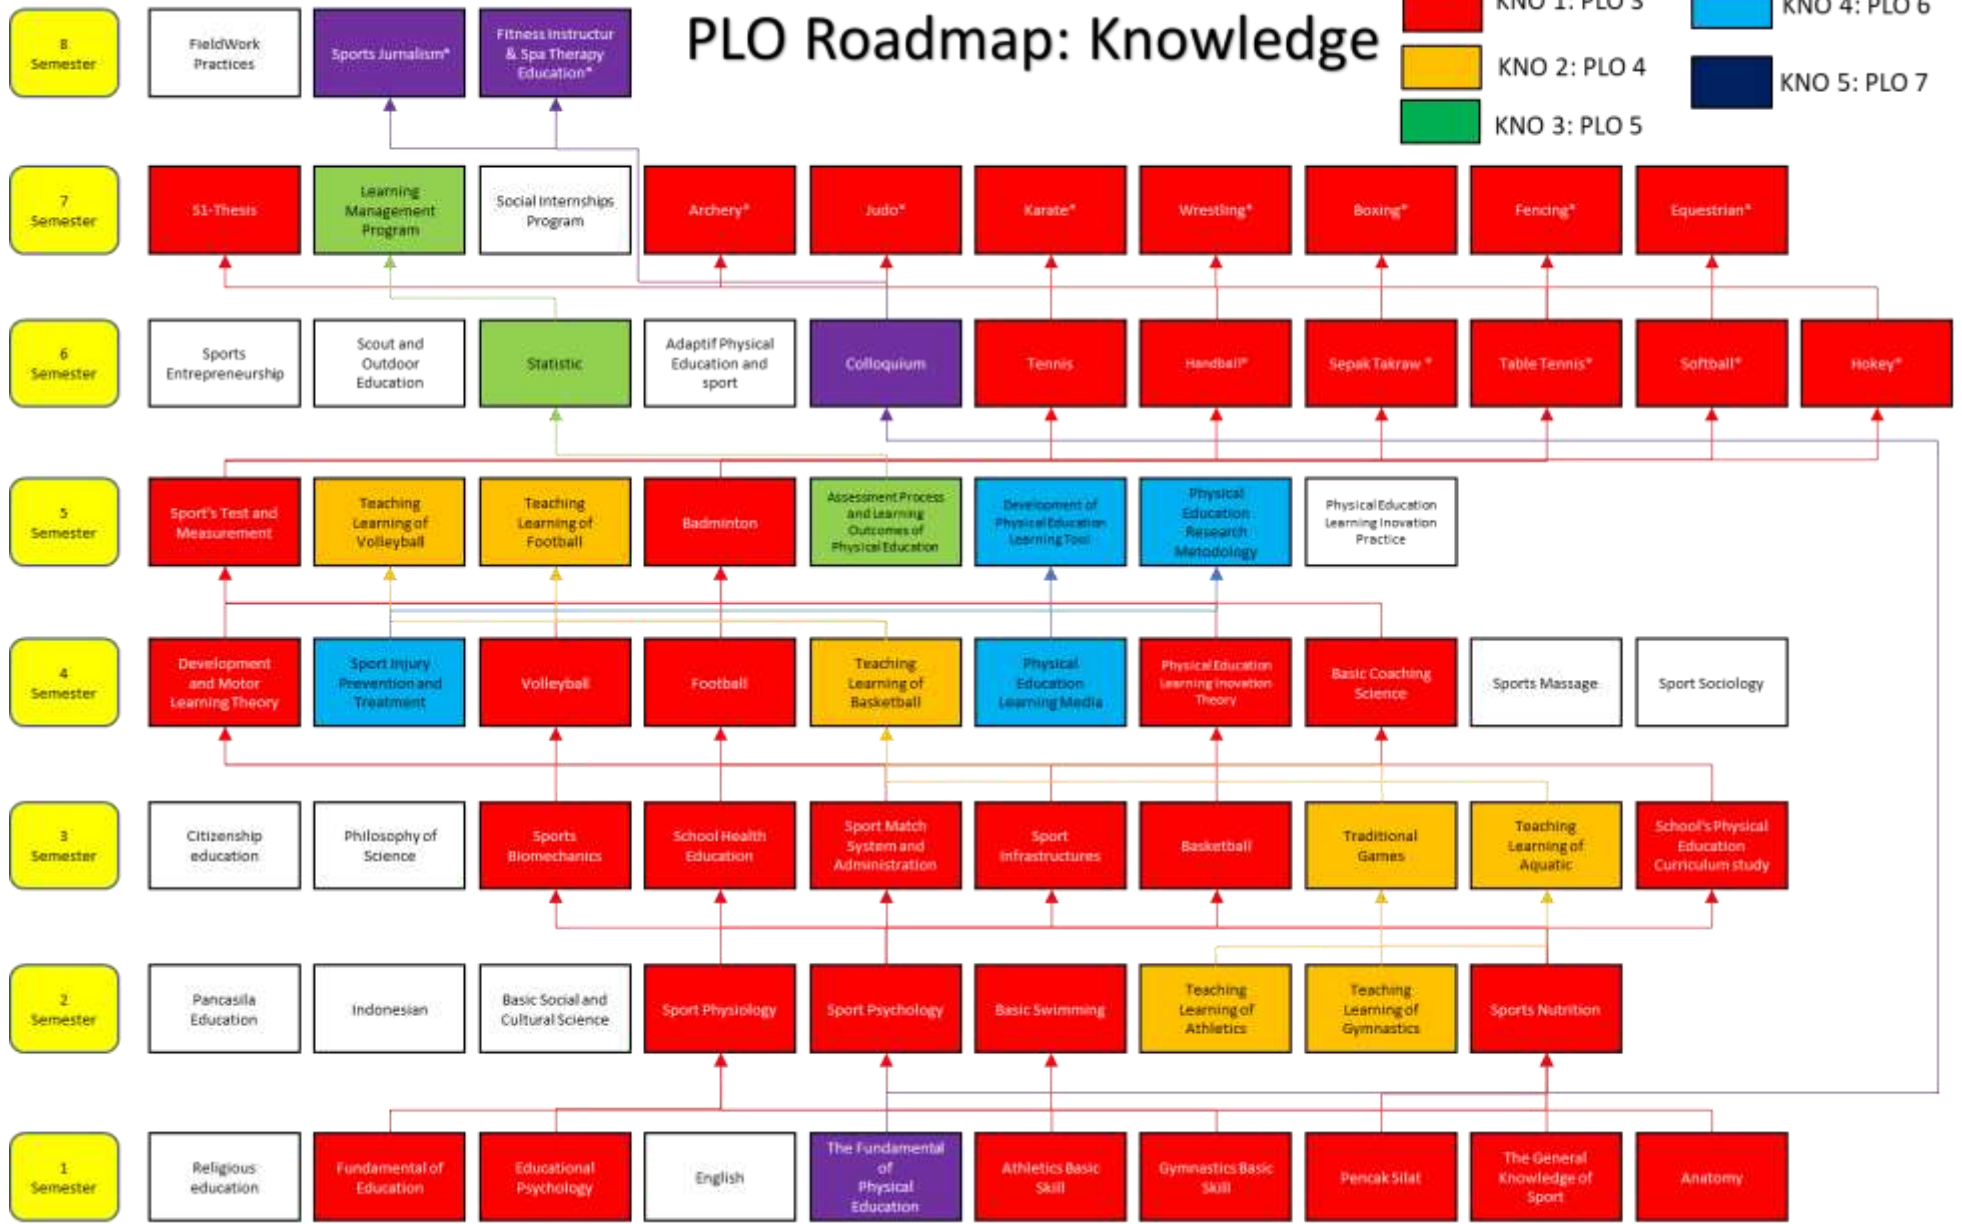 PLO Roadmap: Knowledge
KNO 1: PLO 3
KNO 2: PLO 4
KNO 3: PLO 5
KNO 4: PLO 6
KNO 5: PLO 7
8
Semester
FieldWork
Practices
Sports Jurnalism*
Fitness Instructur
& Spa Therapy
Education*
7
Semester
S1-Thesis
Learning
Management
Program
Social Internships
Program
Archery*
Judo*
Karate*
Wrestling*
Boxing*
Fencing*
Equestrian*
6
Semester
Sports
Entrepreneurship
Scout and
Outdoor
Education
Statistic
Adaptif Physical
Education and
sport
Colloquium
Tennis
Handball*
Sepak Takraw *
Table Tennis*
Softball*
Hokey*
5
Semester
Sport's Test and
Measurement
Teaching
Learning of
Volleyball
Teaching
Learning of
Football
Badminton
Assessment Process
and Learning
Outcomes of
Physical Education
Development of
Physical Education
Learning Tool
Physical
Education
Research
Metodology
Physical Education
Learning Inovation
Practice
4
Semester
Development
and Motor
Learning Theory
Sport Injury
Prevention and
Treatment
Volleyball
Football
Teaching
Learning of
Basketball
Physical
Education
Learning Media
Physical Education
Learning Inovation
Theory
Basic Coaching
Science
Sports Massage
Sport Sociology
3
Semester
Citizenship
education
Philosophy of
Science
Sports
Biomechanics
School Health
Education
Sport Match
System and
Administration
Sport
Infrastructures
Basketball
Traditional
Games
Teaching
Learning of
Aquatic
School's Physical
Education
Curriculum study
2
Semester
Pancasila
Education
Indonesian
Basic Social and
Cultural Science
Sport Physiology
Sport Psychology
Basic Swimming
Teaching
Learning of
Athletics
Teaching
Learning of
Gymnastics
Sports Nutrition
1
Semester
Religious
education
Fundamental of
Education
Educational
Psychology
English
The Fundamental
of
Physical
Education
Athletics Basic
Skill
Gymnastics Basic
Skill
Pencak Silat
The General
Knowledge of
Sport
Anatomy